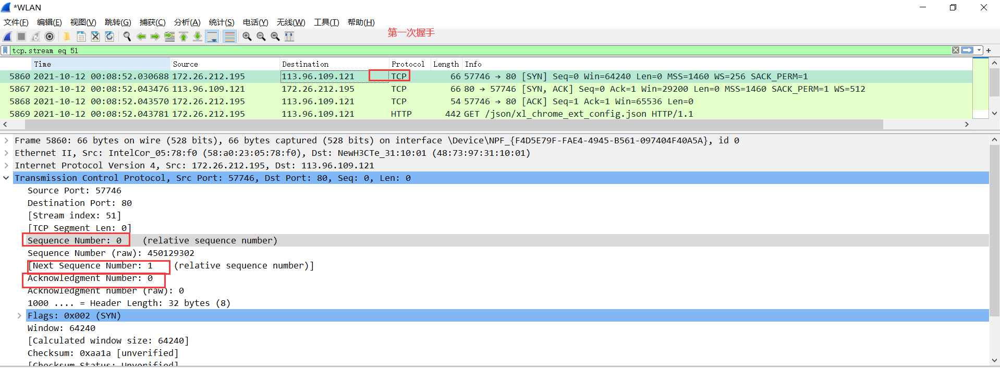 *WLAN
文件(F) 编辑(E) 视图(V) 跳转(G) 捕获(C) 分析(A) 统计(S) 电话(Y) 无线(W) 工具(T) 帮助(H)
第一次握手
tcp.stream eq 51
Time Source Destination Protocol Length Info
5860 2021-10-12 00:08:52.030688 172.26.212.195 113.96.109.121 TCP 66 57746 → 80 [SYN] Seq=0 Win=64240 Len=0 MSS=1460 WS=256 SACK_PERM=1
5867 2021-10-12 00:08:52.043476 113.96.109.121 172.26.212.195 TCP 66 80 → 57746 [SYN, ACK] Seq=0 Ack=1 Win=29200 Len=0 MSS=1460 SACK_PERM=1 WS=512
5868 2021-10-12 00:08:52.043570 172.26.212.195 113.96.109.121 TCP 54 57746 → 80 [ACK] Seq=1 Ack=1 Win=65536 Len=0
5869 2021-10-12 00:08:52.043781 172.26.212.195 113.96.109.121 HTTP 442 GET /json/xl_chrome_ext_config.json HTTP/1.1
Frame 5860: 66 bytes on wire (528 bits), 66 bytes captured (528 bits) on interface \Device\NPF_{F4D5E79F-FAE4-4945-B561-097404F40A5A}, id 0
Ethernet II, Src: IntelCor_05:78:f0 (58:a0:23:05:78:f0), Dst: NewH3CTe_31:10:01 (48:73:97:31:10:01)
Internet Protocol Version 4, Src: 172.26.212.195, Dst: 113.96.109.121
Transmission Control Protocol, Src Port: 57746, Dst Port: 80, Seq: 0, Len: 0
Source Port: 57746
Destination Port: 80
[Stream index: 51]
[TCP Segment Len: 0]
Sequence Number: 0 (relative sequence number)
Sequence Number (raw): 450129302
[Next Sequence Number: 1 (relative sequence number)]
Acknowledgment Number: 0
Acknowledgment number (raw): 0
1000 .... = Header Length: 32 bytes (8)
Flags: 0x002 (SYN)
Window: 64240
[Calculated window size: 64240]
Checksum: 0xaa1a [unverified]
[Checksum Status: Unverified]